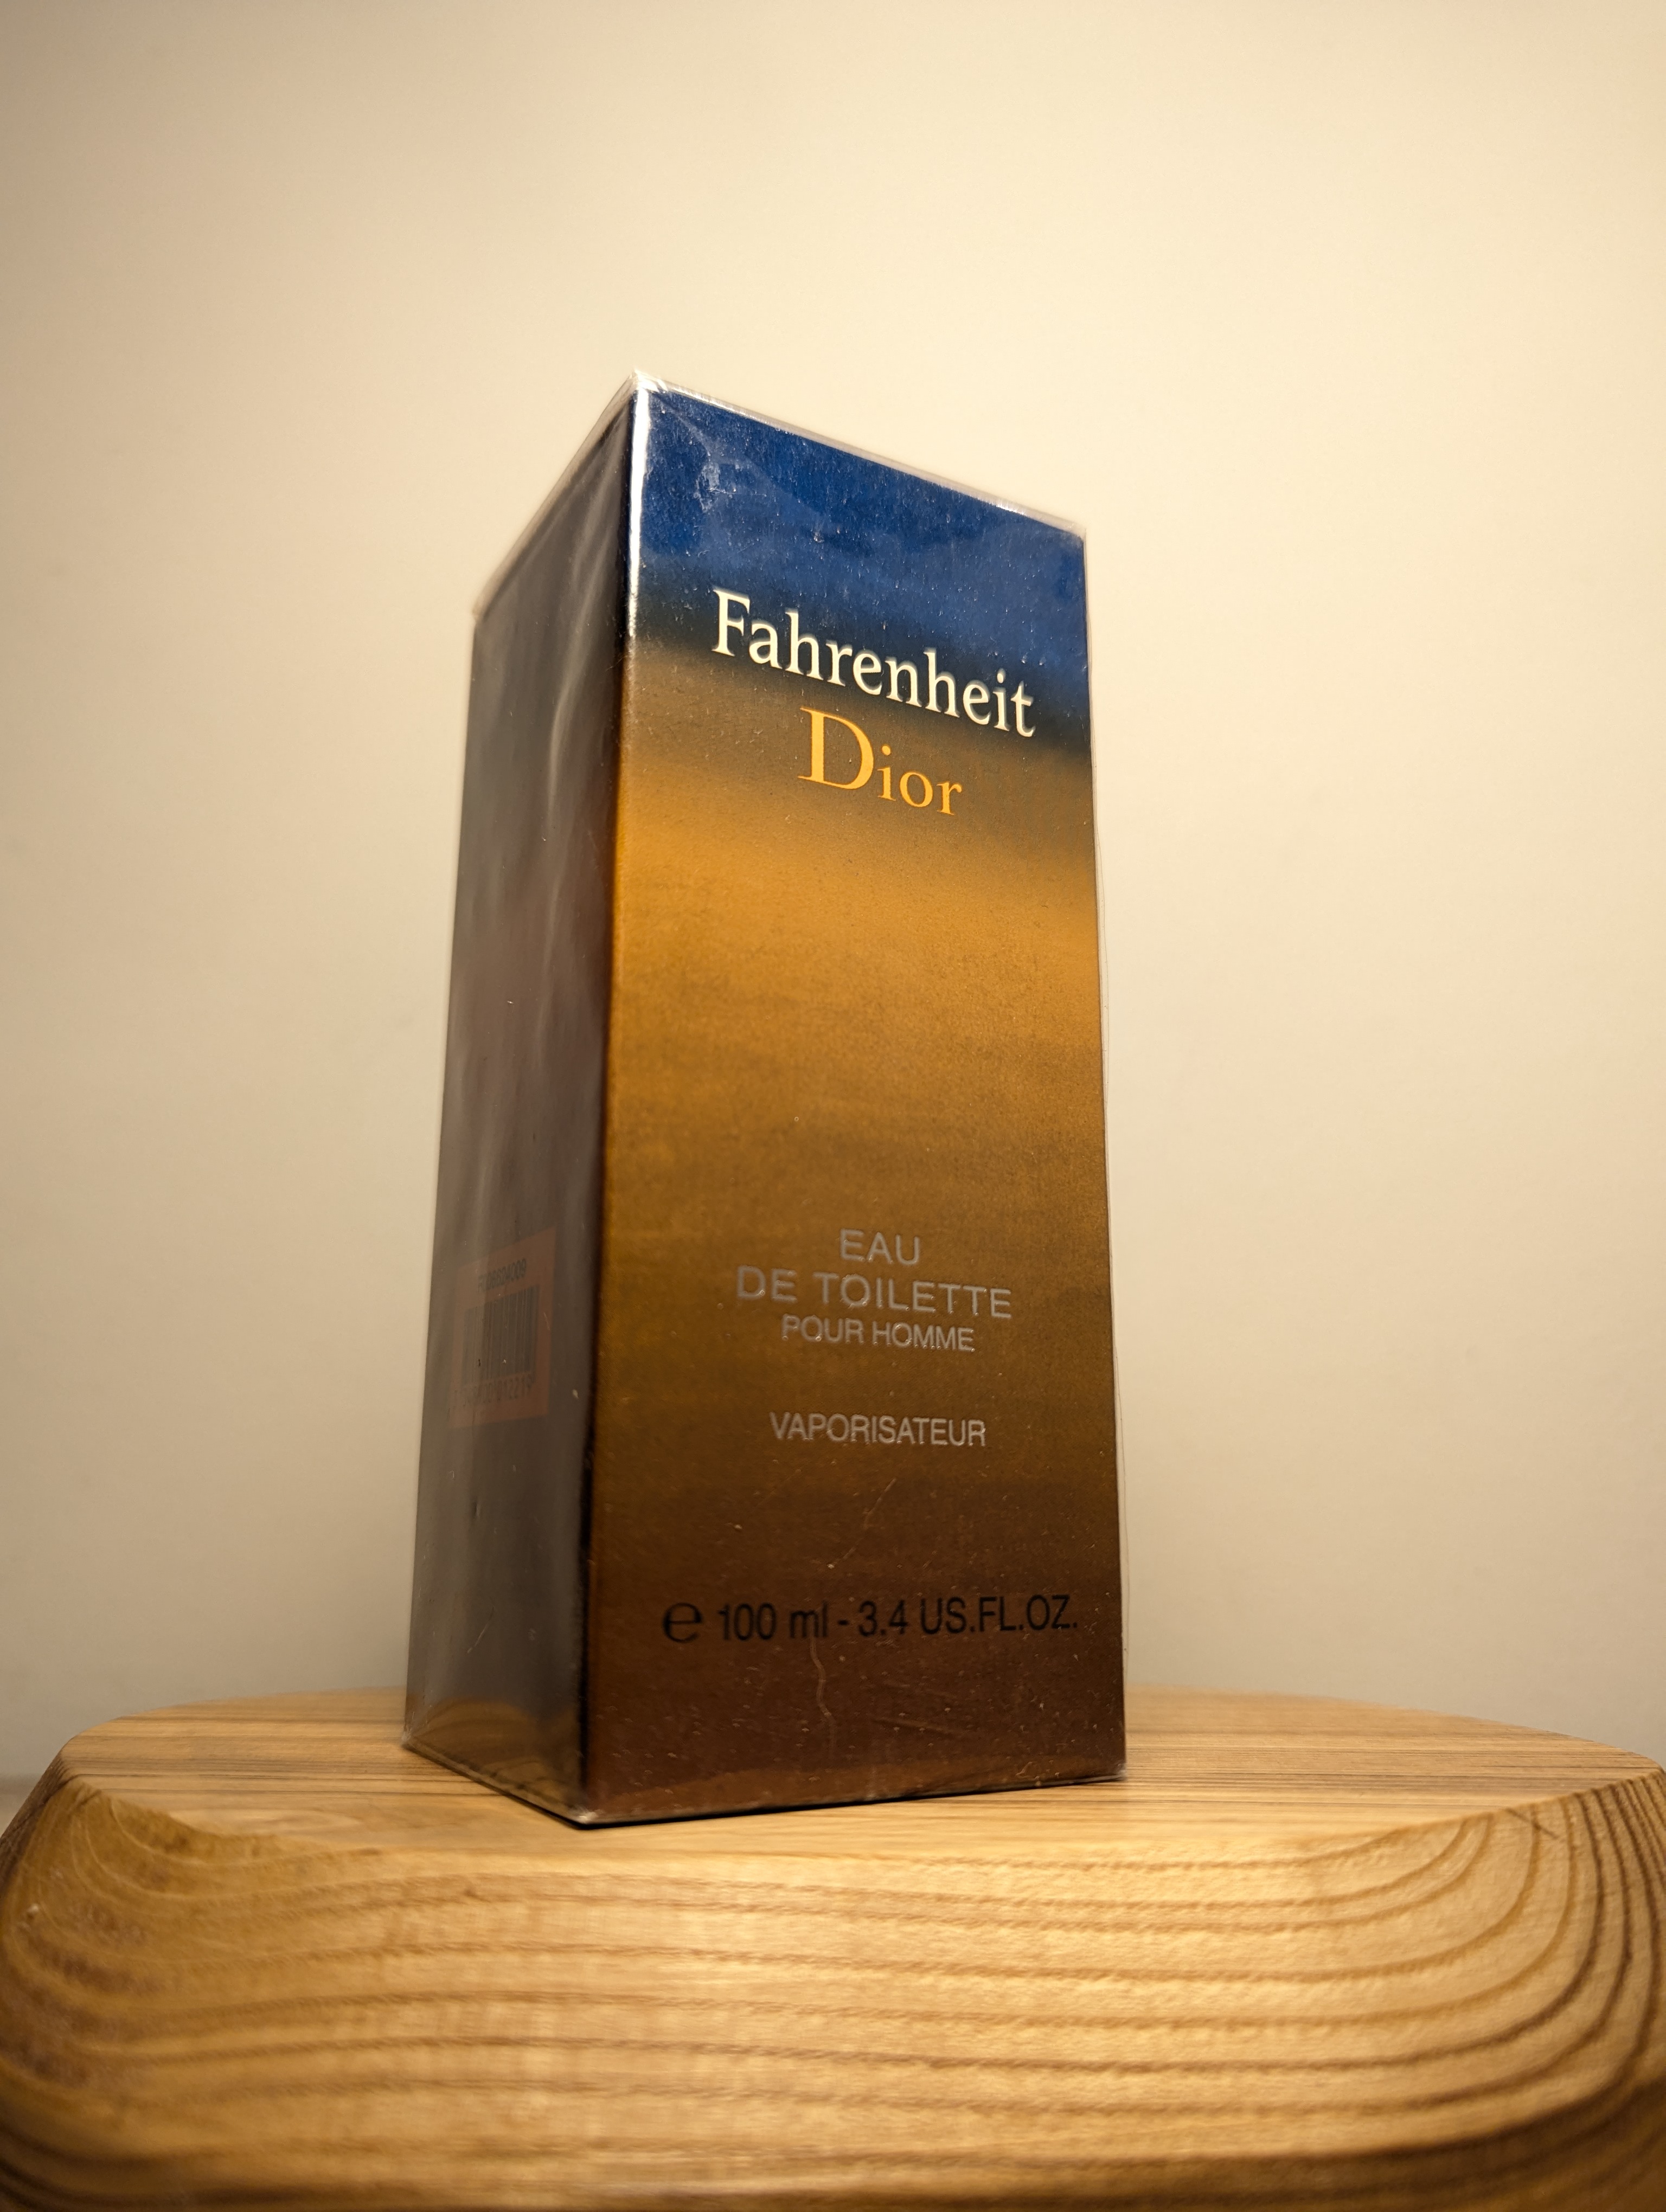 Fahrenheit
Dior
EAU
DE TOILETTE
POUR HOMME
VAPORISATEUR
℮ 100 ml - 3.4 US.FL.OZ.